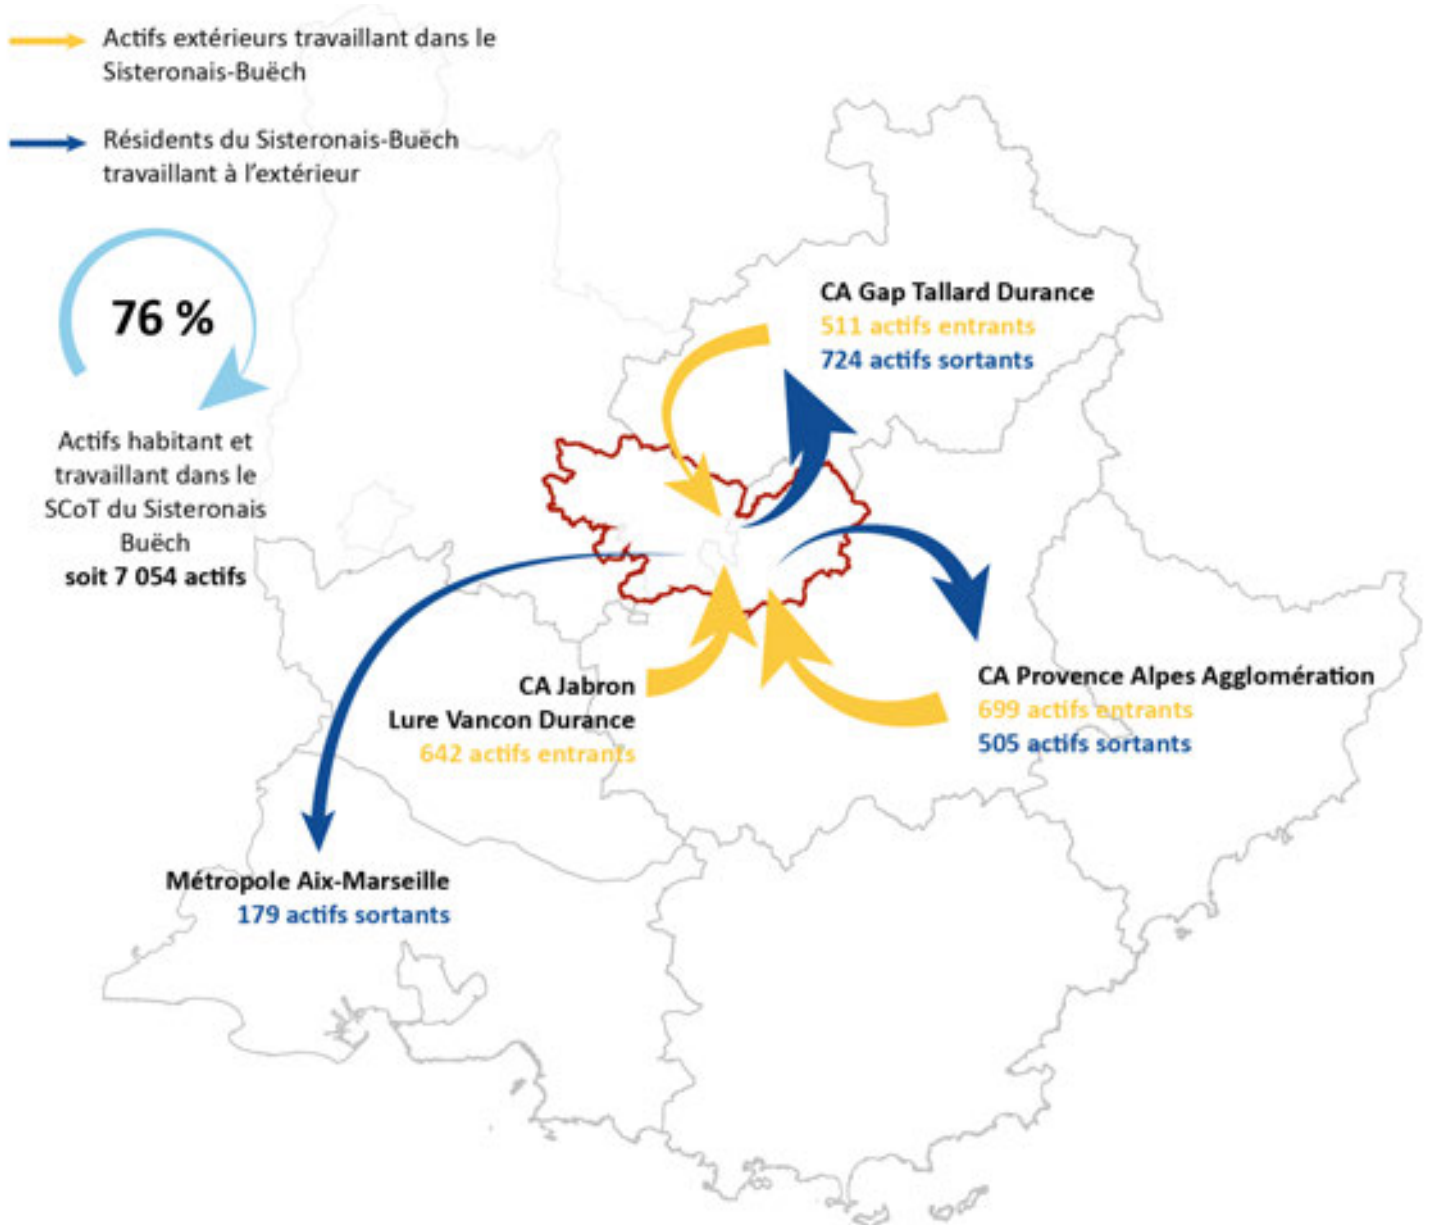 Actifs extérieurs travaillant dans le
Sisteronais-Buëch
Résidents du Sisteronais-Buëch
travaillant à l'extérieur
76 %
Actifs habitant et
travaillant dans le
SCoT du Sisteronais
Buëch
soit 7 054 actifs
CA Gap Tallard Durance
511 actifs entrants
724 actifs sortants
CA Jabron
Lure Vancon Durance
642 actifs entrants
CA Provence Alpes Agglomération
699 actifs entrants
505 actifs sortants
Métropole Aix-Marseille
179 actifs sortants